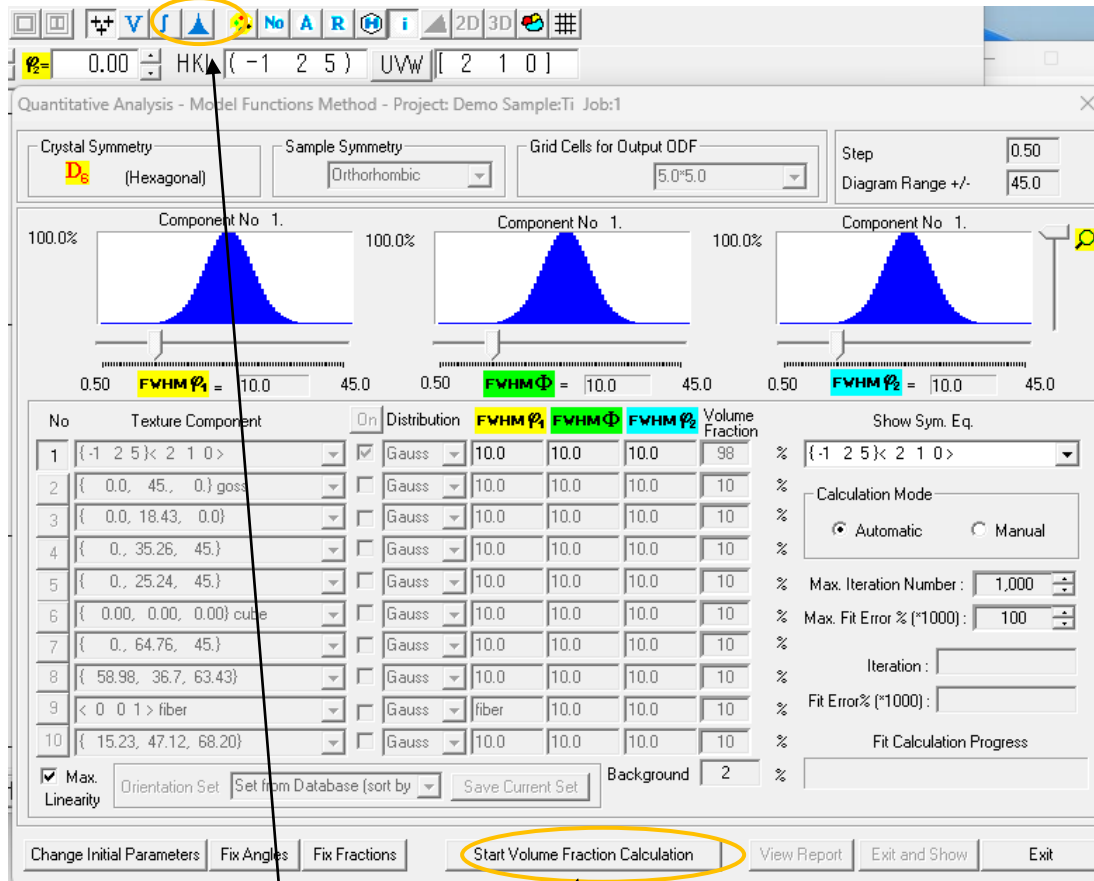 V ∫ No A R H i 2D 3D
φ₂= 0.00 HKL (-1 2 5) UVW [ 2 1 0]
Quantitative Analysis - Model Functions Method - Project: Demo Sample:Ti Job:1
Crystal Symmetry
D₆ (Hexagonal)
Sample Symmetry
Orthorhombic
Grid Cells for Output ODF
5.0*5.0
Step 0.50
Diagram Range +/- 45.0
Component No 1. Component No 1. Component No 1.
100.0% 100.0% 100.0%
0.50 FWHM φ₁ = 10.0 45.0 0.50 FWHM Φ = 10.0 45.0 0.50 FWHM φ₂ = 10.0 45.0
No Texture Component On Distribution FWHM φ₁ FWHM Φ FWHM φ₂ Volume Fraction
1 {-1 2 5}< 2 1 0> Gauss 10.0 10.0 10.0 98 %
2 { 0.0, 45., 0.} goss Gauss 10.0 10.0 10.0 10 %
3 { 0.0, 18.43, 0.0} Gauss 10.0 10.0 10.0 10 %
4 { 0., 35.26, 45.} Gauss 10.0 10.0 10.0 10 %
5 { 0., 25.24, 45.} Gauss 10.0 10.0 10.0 10 %
6 { 0.00, 0.00, 0.00} cube Gauss 10.0 10.0 10.0 10 %
7 { 0., 64.76, 45.} Gauss 10.0 10.0 10.0 10 %
8 { 58.98, 36.7, 63.43} Gauss 10.0 10.0 10.0 10 %
9 < 0 0 1 > fiber Gauss fiber 10.0 10.0 10 %
10 { 15.23, 47.12, 68.20} Gauss 10.0 10.0 10.0 10 %
Show Sym. Eq.
{-1 2 5}< 2 1 0>
Calculation Mode
Automatic Manual
Max. Iteration Number : 1,000
Max. Fit Error % (*1000) : 100
Iteration :
Fit Error% (*1000) :
Fit Calculation Progress
Max. Linearity
Orientation Set Set from Database (sort by Save Current Set
Background 2 %
Change Initial Parameters Fix Angles Fix Fractions Start Volume Fraction Calculation View Report Exit and Show Exit